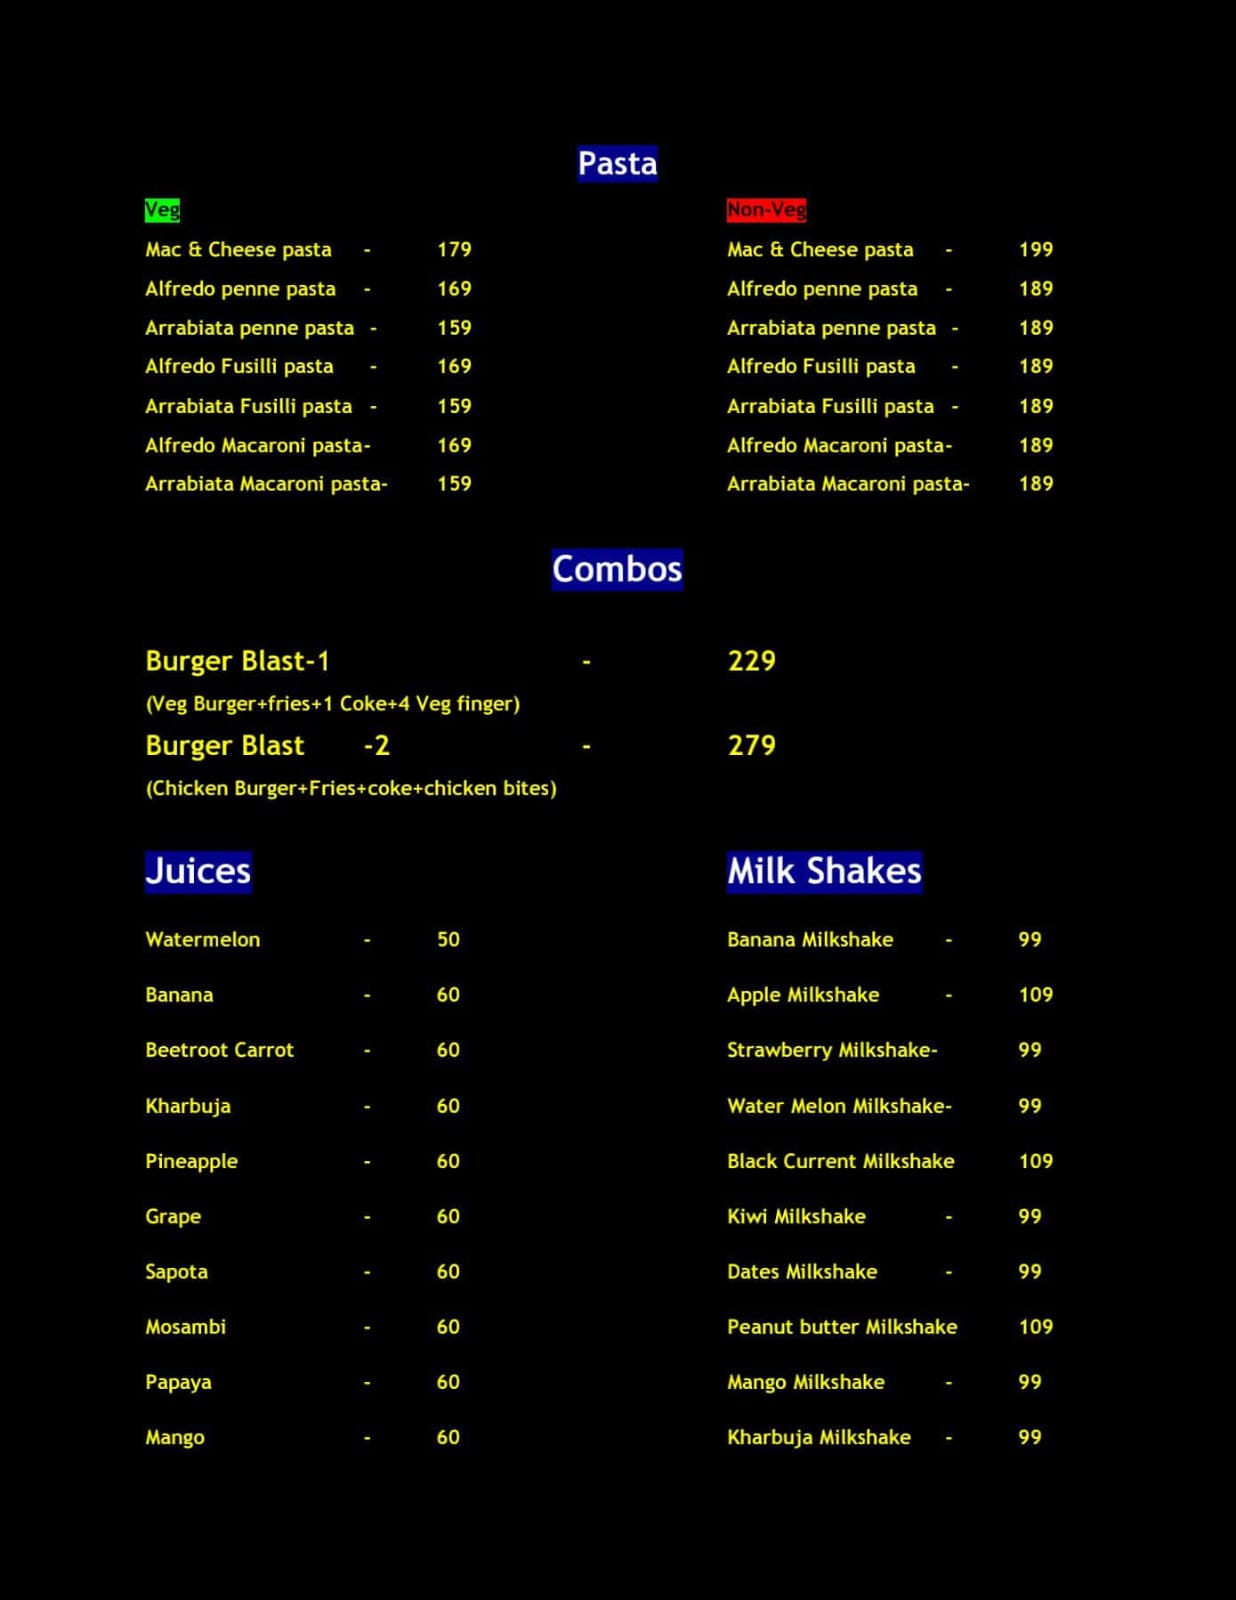 Pasta
Veg Non-Veg
Mac & Cheese pasta - 179 Mac & Cheese pasta - 199
Alfredo penne pasta - 169 Alfredo penne pasta - 189
Arrabiata penne pasta - 159 Arrabiata penne pasta - 189
Alfredo Fusilli pasta - 169 Alfredo Fusilli pasta - 189
Arrabiata Fusilli pasta - 159 Arrabiata Fusilli pasta - 189
Alfredo Macaroni pasta- 169 Alfredo Macaroni pasta- 189
Arrabiata Macaroni pasta- 159 Arrabiata Macaroni pasta- 189
Combos
Burger Blast-1 - 229
(Veg Burger+fries+1 Coke+4 Veg finger)
Burger Blast -2 - 279
(Chicken Burger+Fries+coke+chicken bites)
Juices Milk Shakes
Watermelon - 50 Banana Milkshake - 99
Banana - 60 Apple Milkshake - 109
Beetroot Carrot - 60 Strawberry Milkshake- 99
Kharbuja - 60 Water Melon Milkshake- 99
Pineapple - 60 Black Current Milkshake 109
Grape - 60 Kiwi Milkshake - 99
Sapota - 60 Dates Milkshake - 99
Mosambi - 60 Peanut butter Milkshake 109
Papaya - 60 Mango Milkshake - 99
Mango - 60 Kharbuja Milkshake - 99